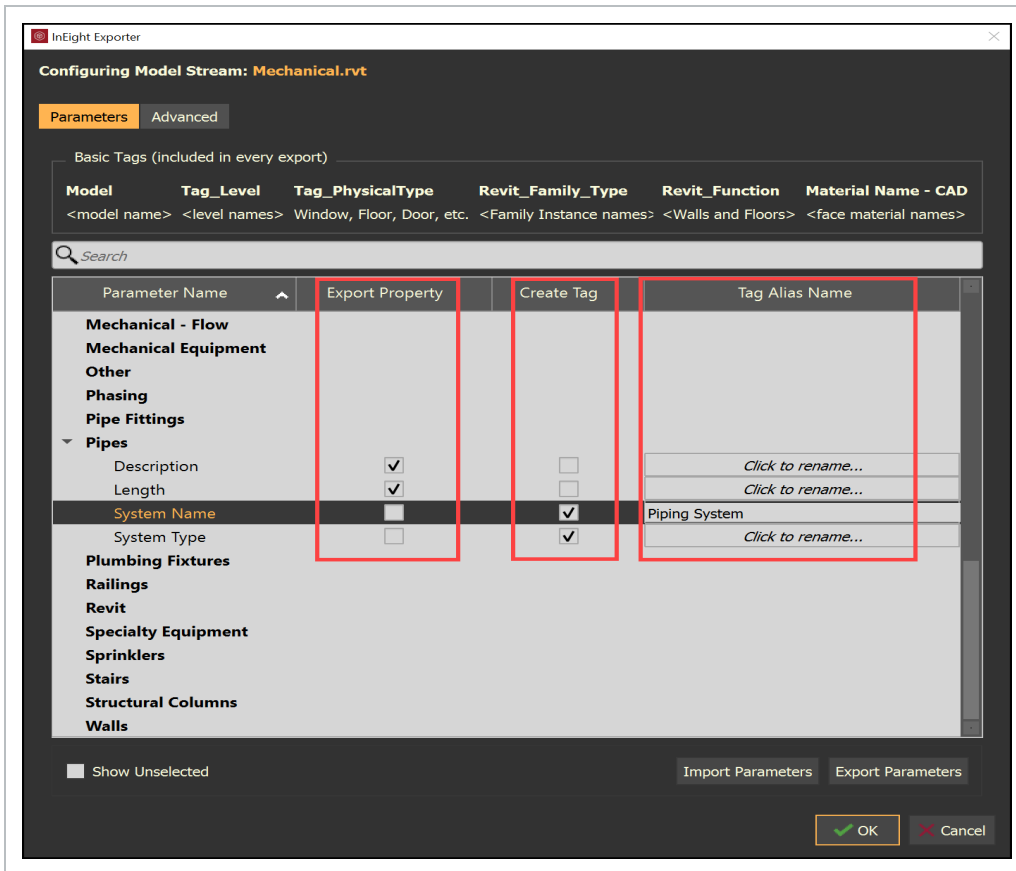 InEight Exporter
Configuring Model Stream: Mechanical.rvt
Parameters Advanced
Basic Tags (included in every export)
Model Tag_Level Tag_PhysicalType Revit_Family_Type Revit_Function Material Name - CAD
<model name> <level names> Window, Floor, Door, etc. <Family Instance names> <Walls and Floors> <face material names>
Search
Parameter Name Export Property Create Tag Tag Alias Name
Mechanical - Flow
Mechanical Equipment
Other
Phasing
Pipe Fittings
Pipes
Description Click to rename...
Length Click to rename...
System Name Piping System
System Type Click to rename...
Plumbing Fixtures
Railings
Revit
Specialty Equipment
Sprinklers
Stairs
Structural Columns
Walls
Show Unselected Import Parameters Export Parameters
OK Cancel